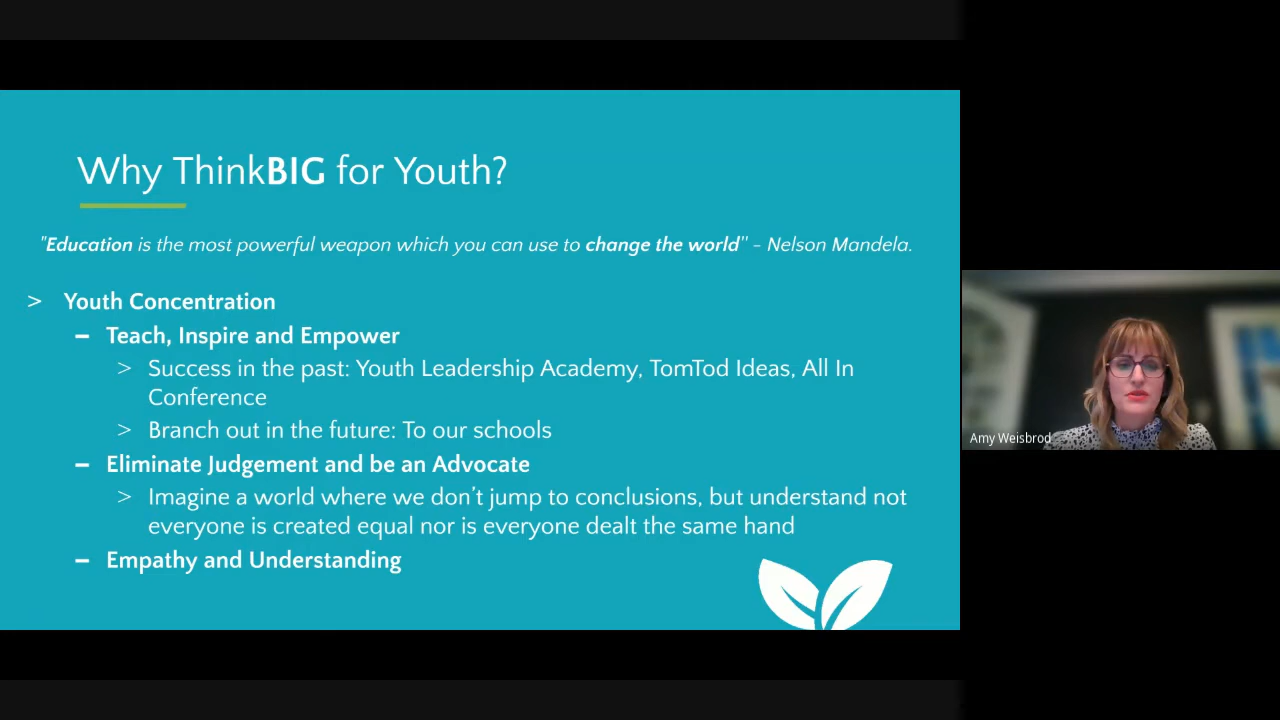 Why ThinkBIG for Youth?
"Education is the most powerful weapon which you can use to change the world" - Nelson Mandela.
> Youth Concentration
– Teach, Inspire and Empower
> Success in the past: Youth Leadership Academy, TomTod Ideas, All In
Conference
> Branch out in the future: To our schools
– Eliminate Judgement and be an Advocate
> Imagine a world where we don’t jump to conclusions, but understand not
everyone is created equal nor is everyone dealt the same hand
– Empathy and Understanding
Amy Weisbrod